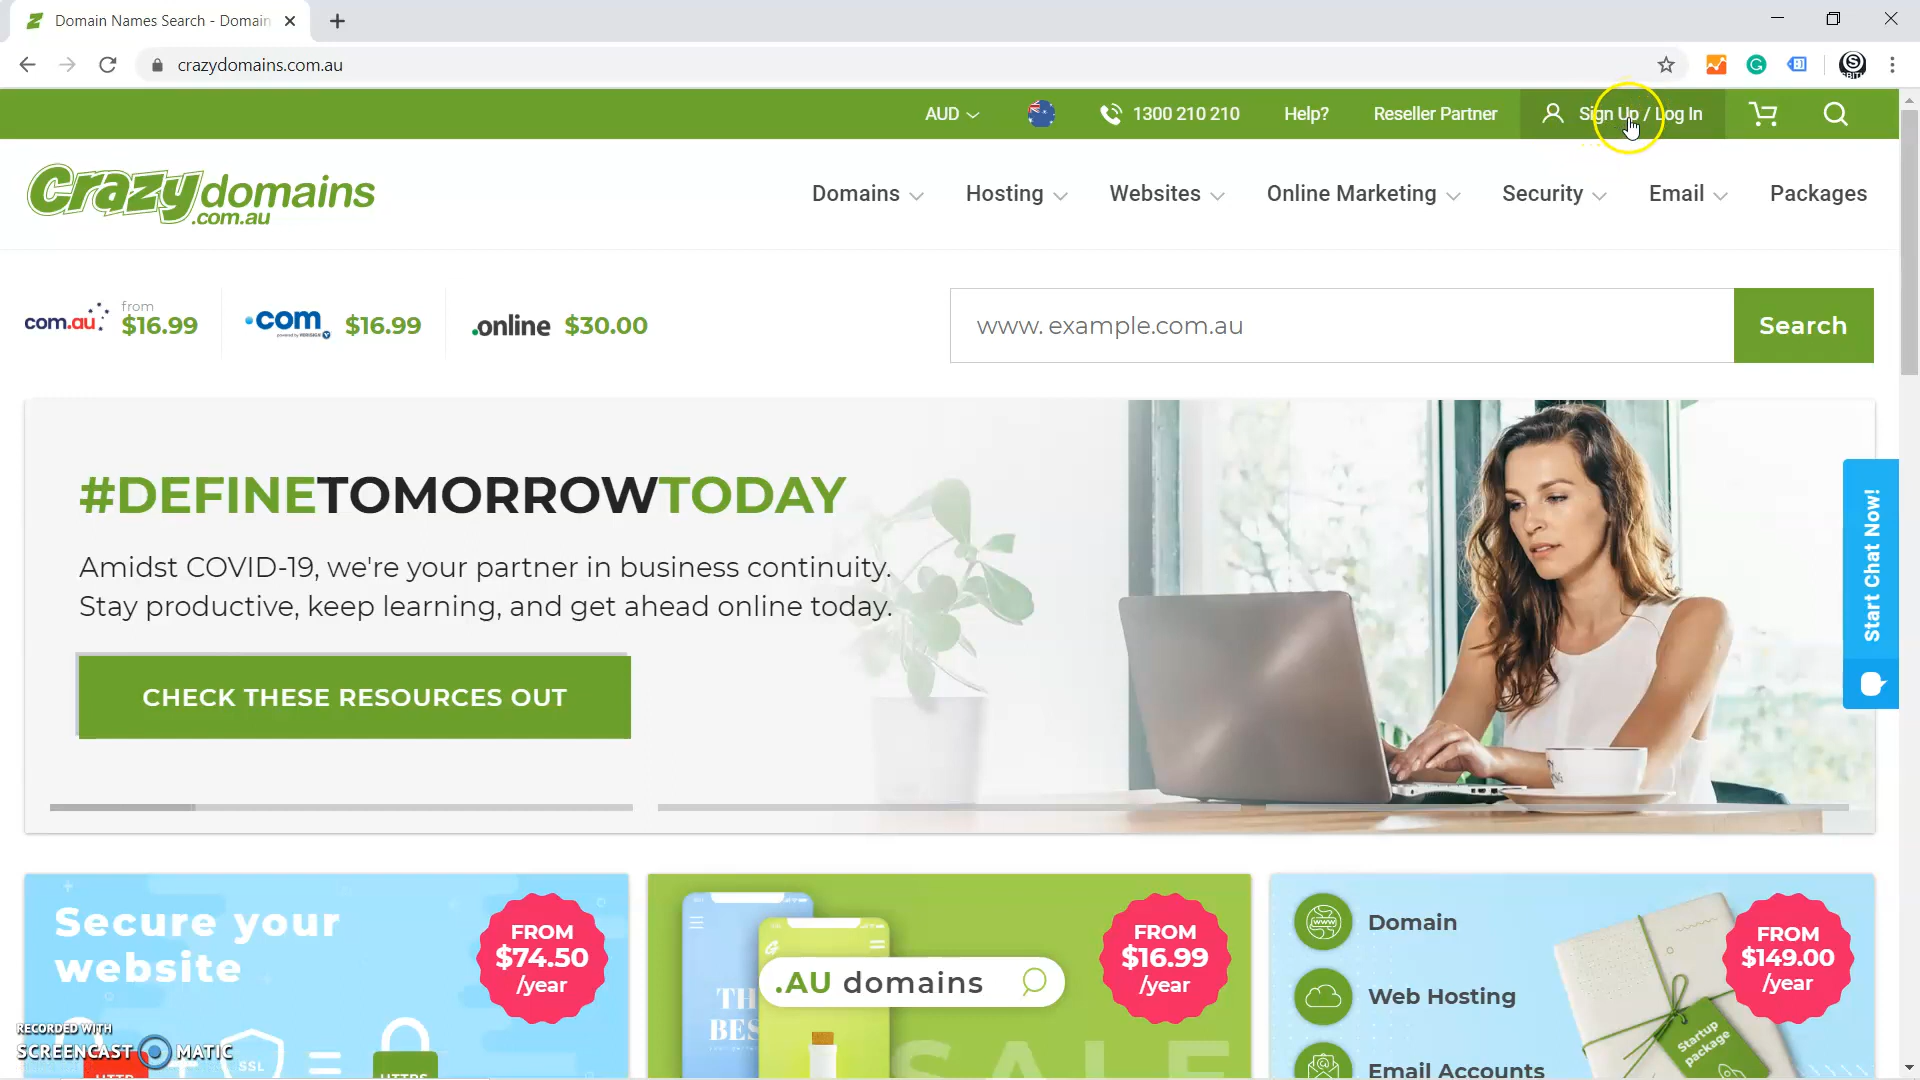 Domain Names Search - Domain
crazydomains.com.au
AUD
1300 210 210
Help?
Reseller Partner
Sign Up / Log In
Crazydomains
.com.au
Domains
Hosting
Websites
Online Marketing
Security
Email
Packages
com.au from $16.99
.com $16.99
.online $30.00
www. example.com.au
Search
#DEFINETOMORROWTODAY
Amidst COVID-19, we're your partner in business continuity.
Stay productive, keep learning, and get ahead online today.
CHECK THESE RESOURCES OUT
Start Chat Now!
Secure your
website
FROM
$74.50
/year
SSL
HTTPS
.AU domains
FROM
$16.99
/year
SALE
Domain
Web Hosting
Email Accounts
FROM
$149.00
/year
Startup
package
RECORDED WITH
SCREENCAST MATIC